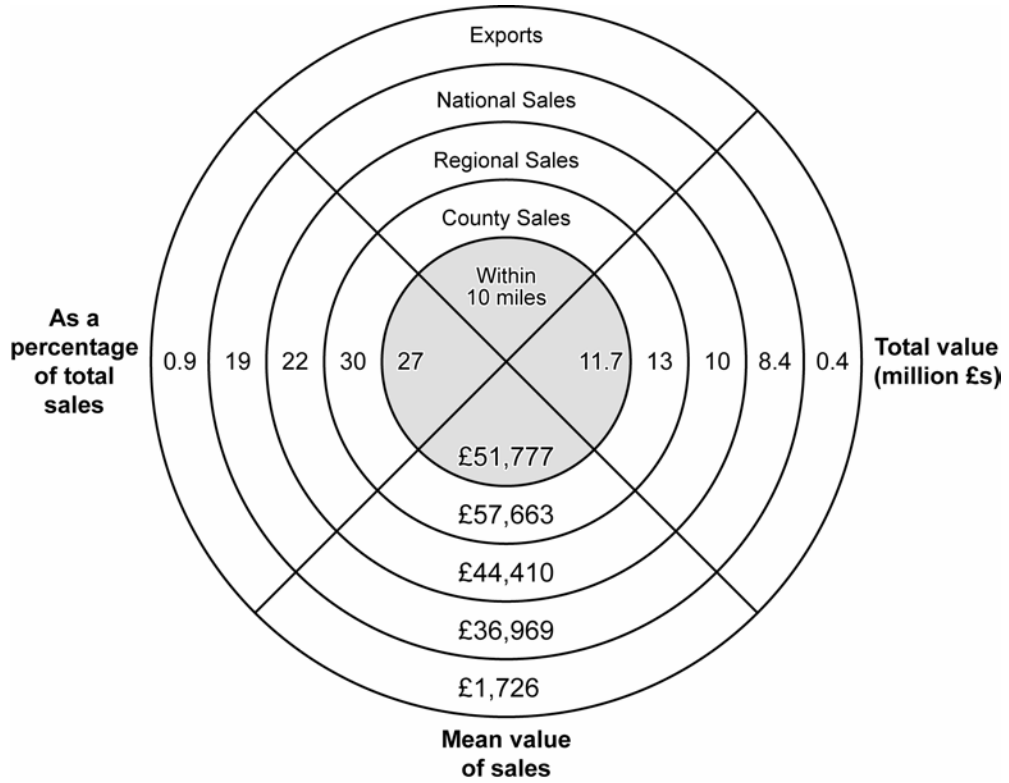 Exports
National Sales
Regional Sales
County Sales
Within
10 miles
As a
percentage
of total
sales
0.9 19 22 30 27 11.7 13 10 8.4 0.4
Total value
(million £s)
£51,777
£57,663
£44,410
£36,969
£1,726
Mean value
of sales